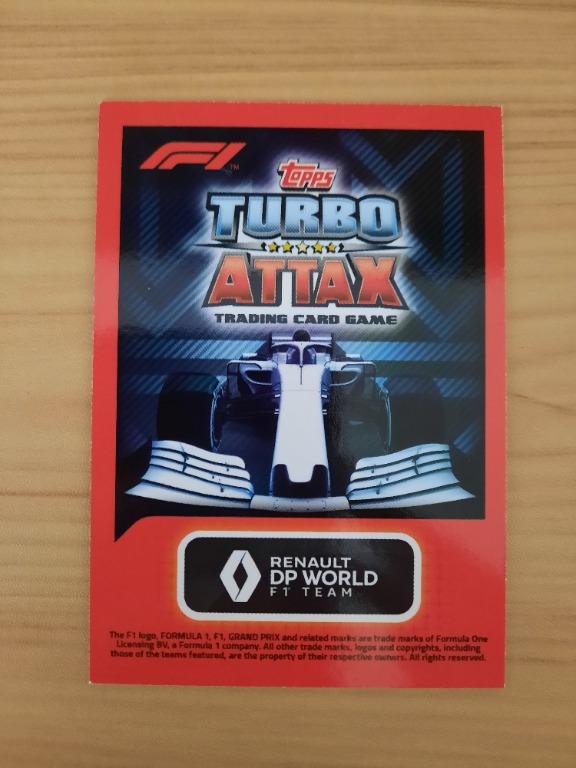 F1™
Topps
TURBO
ATTAX
TRADING CARD GAME
RENAULT
DP WORLD
F1® TEAM
The F1 logo, FORMULA 1, F1, GRAND PRIX and related marks are trade marks of Formula One
Licensing BV, a Formula 1 company. All other trade marks, logos and copyrights, including
those of the teams featured, are the property of their respective owners. All rights reserved.